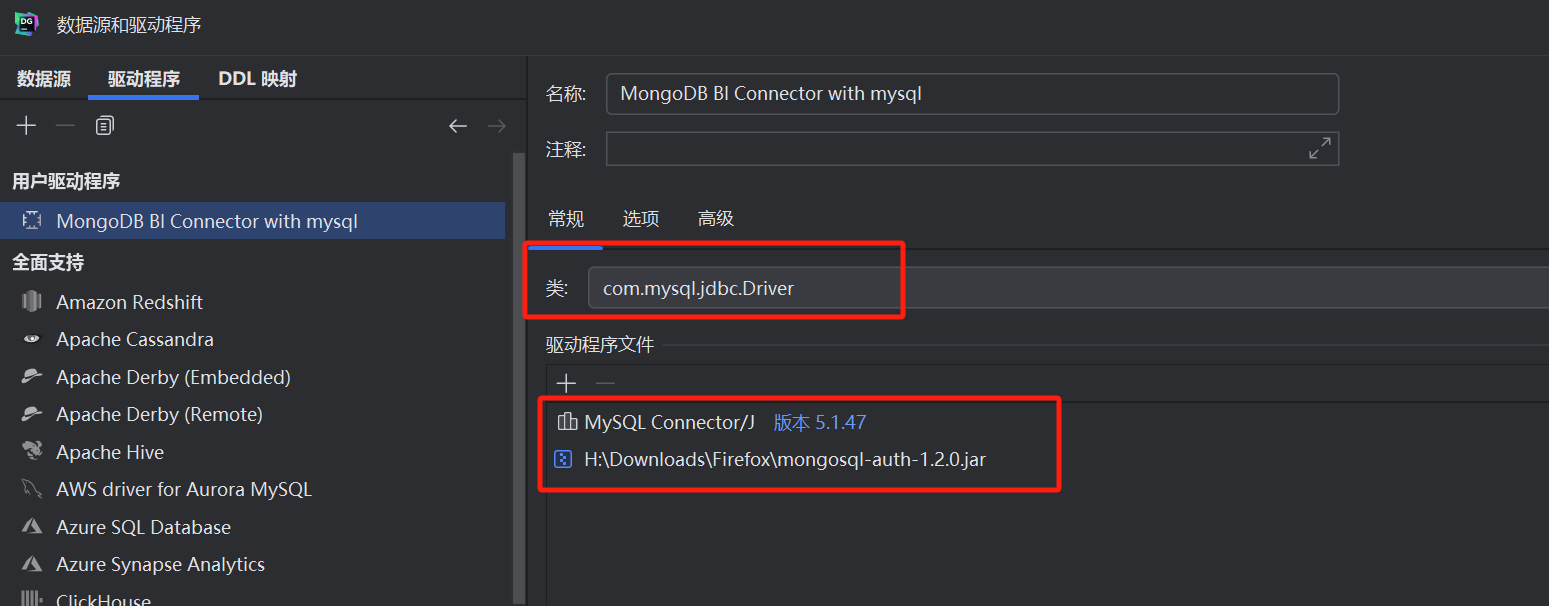 DG
数据源和驱动程序
数据源 驱动程序 DDL 映射
用户驱动程序
MongoDB BI Connector with mysql
全面支持
Amazon Redshift
Apache Cassandra
Apache Derby (Embedded)
Apache Derby (Remote)
Apache Hive
AWS driver for Aurora MySQL
Azure SQL Database
Azure Synapse Analytics
ClickHouse
名称: MongoDB BI Connector with mysql
注释:
常规 选项 高级
类: com.mysql.jdbc.Driver
驱动程序文件
MySQL Connector/J 版本 5.1.47
H:\Downloads\Firefox\mongosql-auth-1.2.0.jar